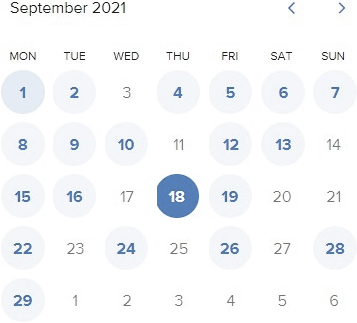 September 2021
MON TUE WED THU FRI SAT SUN
1 2 3 4 5 6 7
8 9 10 11 12 13 14
15 16 17 18 19 20 21
22 23 24 25 26 27 28
29 1 2 3 4 5 6